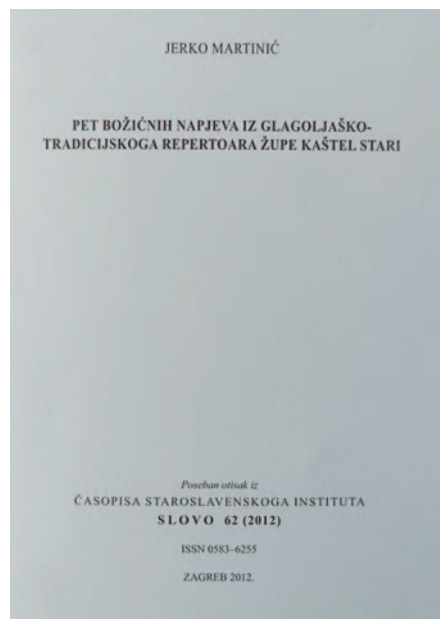 JERKO MARTINIĆ
PET BOŽIĆNIH NAPJEVA IZ GLAGOLJAŠKO-
TRADICIJSKOGA REPERTOARA ŽUPE KAŠTEL STARI
Poseban otisak iz
ČASOPISA STAROSLAVENSKOGA INSTITUTA
SLOVO 62 (2012)
ISSN 0583–6255
ZAGREB 2012.